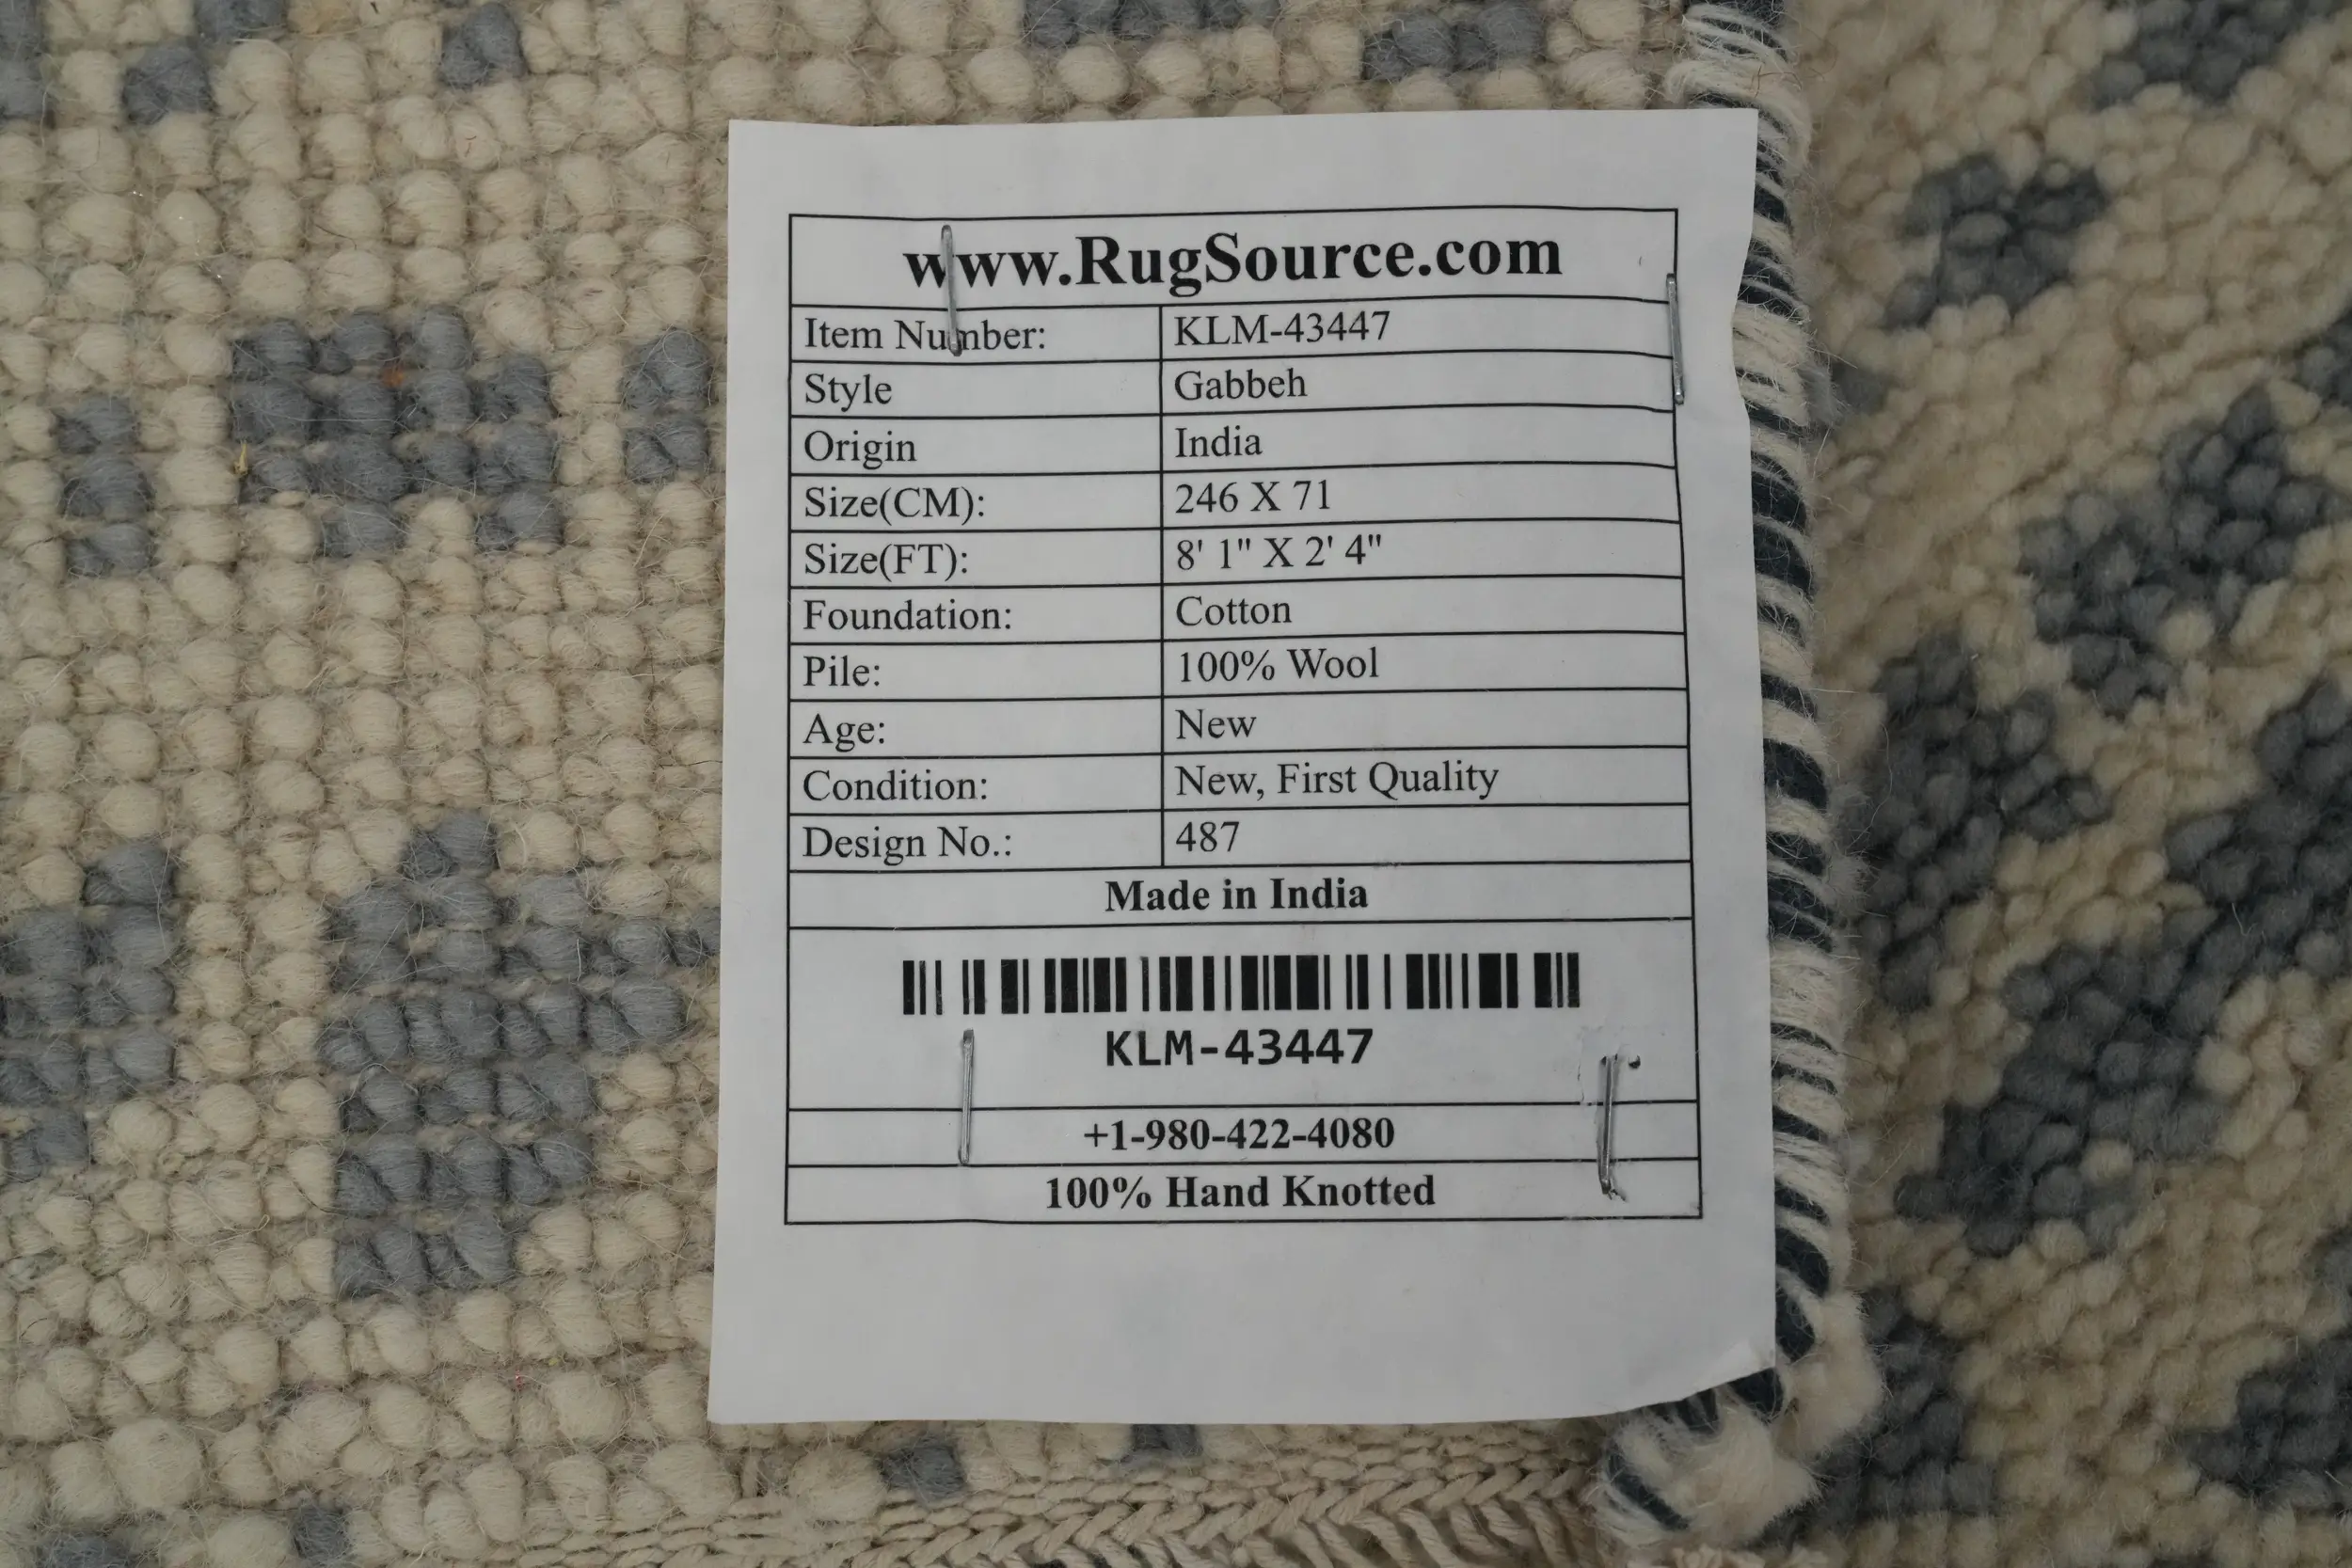 www.RugSource.com
Item Number: KLM-43447
Style Gabbeh
Origin India
Size(CM): 246 X 71
Size(FT): 8' 1" X 2' 4"
Foundation: Cotton
Pile: 100% Wool
Age: New
Condition: New, First Quality
Design No.: 487
Made in India
KLM-43447
+1-980-422-4080
100% Hand Knotted